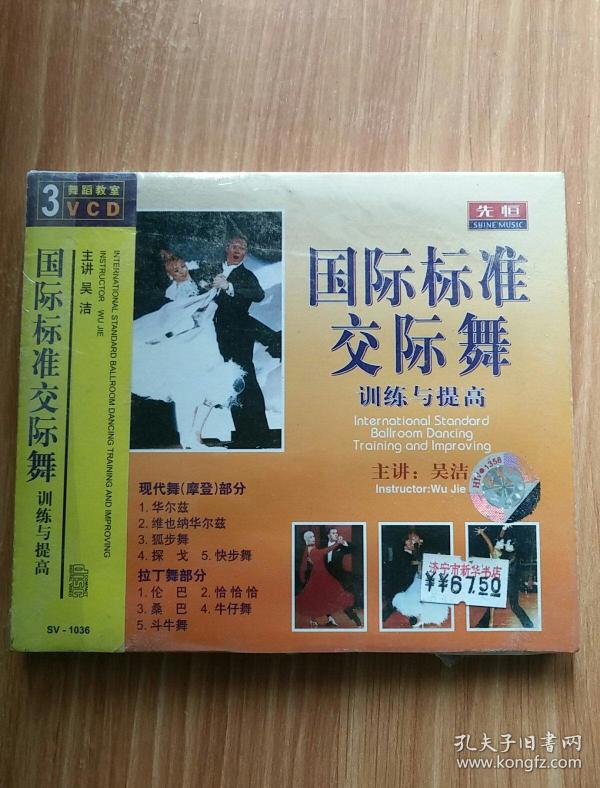 3
舞蹈教室
VCD
主讲 吴洁
国际标准交际舞 训练与提高
INTERNATIONAL STANDARD BALLROOM DANCING TRAINING AND IMPROVING
INSTRUCTOR WU JIE
SV-1036
先恒
SHINE MUSIC
国际标准
交际舞
训练与提高
International Standard
Ballroom Dancing
Training and Improving
主讲：吴洁
Instructor:Wu Jie
现代舞(摩登)部分
1.华尔兹
2.维也纳华尔兹
3.狐步舞
4.探 戈 5.快步舞
拉丁舞部分
1.伦 巴 2.恰恰恰
3.桑 巴 4.牛仔舞
5.斗牛舞
济宁市新华书店
¥¥67.50
孔夫子旧书网
www.kongfz.com